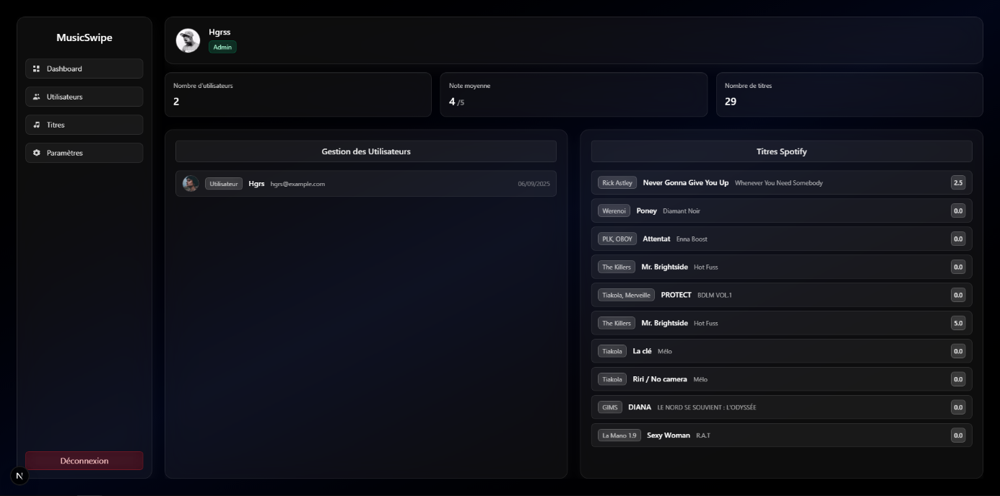 MusicSwipe
Dashboard
Utilisateurs
Titres
Paramètres
Déconnexion
N
Hgrss
Admin
Nombre d'utilisateurs
2
Note moyenne
4 /5
Nombre de titres
29
Gestion des Utilisateurs
Utilisateur Hgrs hgrs@example.com 06/09/2025
Titres Spotify
Rick Astley Never Gonna Give You Up Whenever You Need Somebody 2.5
Werenoi Poney Diamant Noir 0.0
PLK, OBOY Attentat Enna Boost 0.0
The Killers Mr. Brightside Hot Fuss 0.0
Tiakola, Merveille PROTECT BDLM VOL.1 0.0
The Killers Mr. Brightside Hot Fuss 5.0
Tiakola La clé Mélo 0.0
Tiakola Riri / No camera Mélo 0.0
GIMS DIANA LE NORD SE SOUVIENT : L'ODYSSÉE 0.0
La Mano 1.9 Sexy Woman R.A.T 0.0